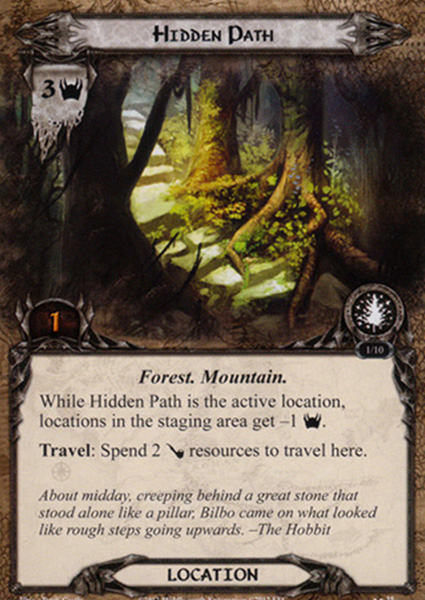 HIDDEN PATH
3
1
1/10
Forest. Mountain.
While Hidden Path is the active location,
locations in the staging area get –1 .
Travel: Spend 2 resources to travel here.
About midday, creeping behind a great stone that
stood alone like a pillar, Bilbo came on what looked
like rough steps going upwards. –The Hobbit
LOCATION